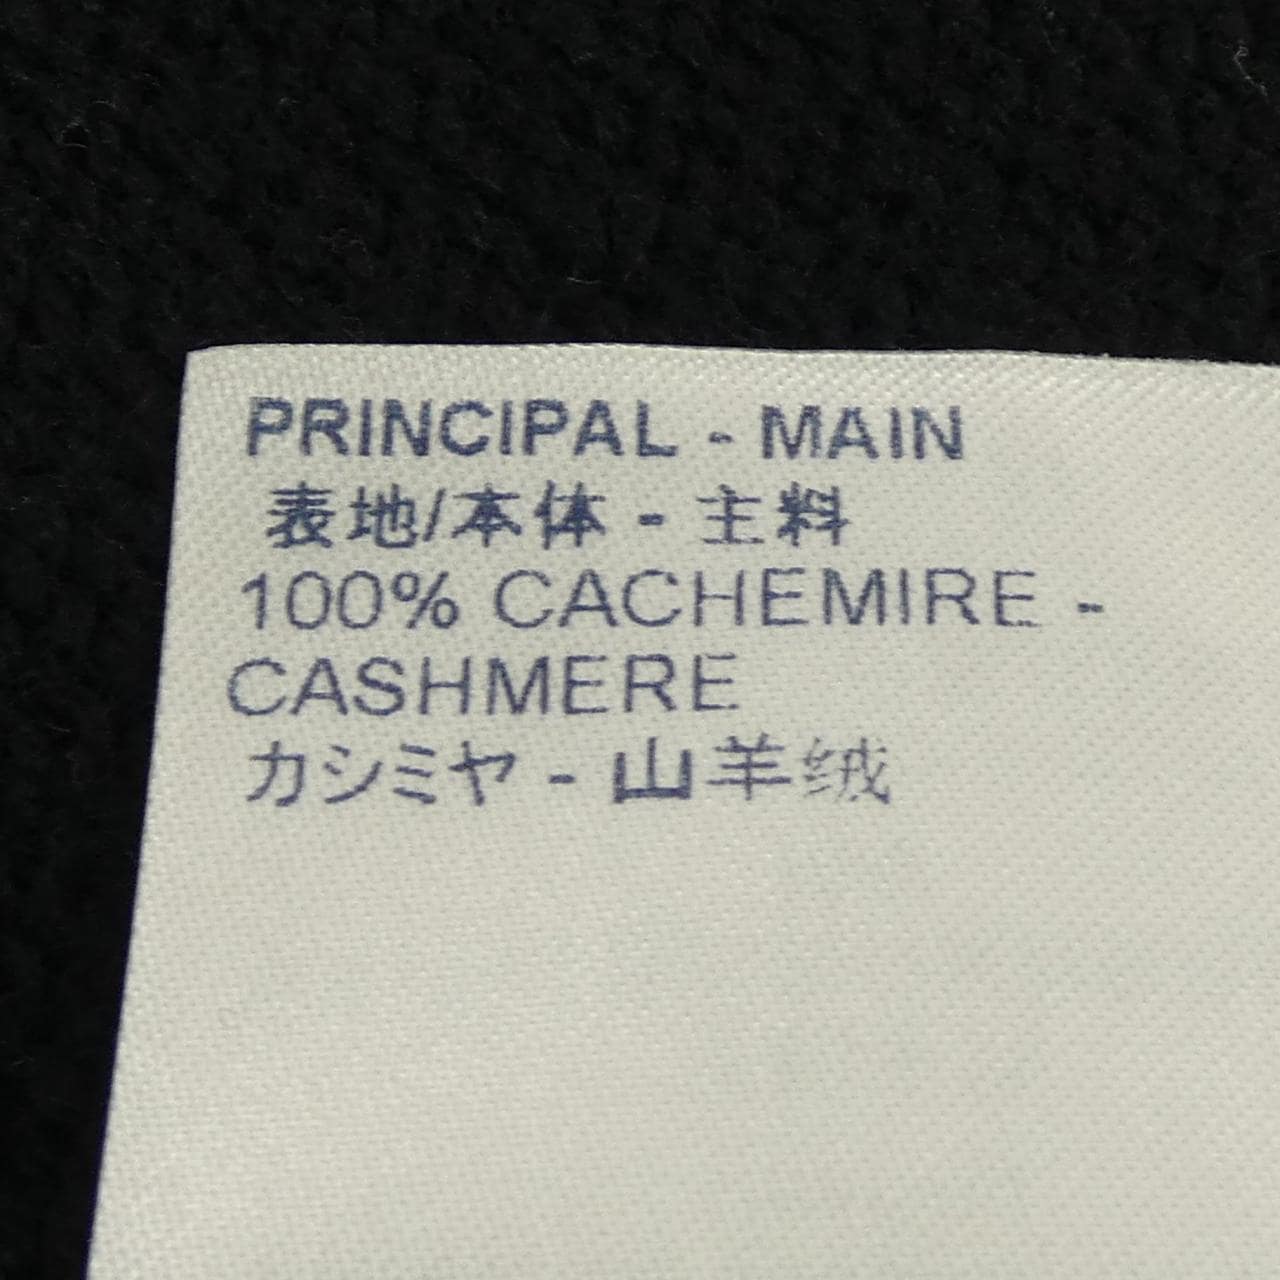 PRINCIPAL - MAIN
表地/本体 - 主料
100% CACHEMIRE -
CASHMERE
カシミヤ - 山羊绒